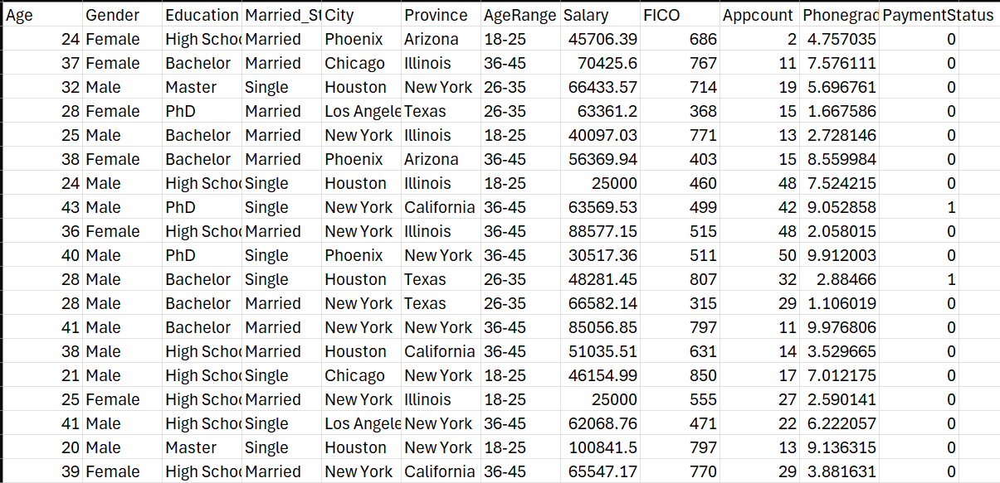 Age Gender Education Married_St City Province AgeRange Salary FICO Appcount Phonegrad PaymentStatus
24 Female High Schoo Married Phoenix Arizona 18-25 45706.39 686 2 4.757035 0
37 Female Bachelor Married Chicago Illinois 36-45 70425.6 767 11 7.576111 0
32 Male Master Single Houston New York 26-35 66433.57 714 19 5.696761 0
28 Female PhD Married Los Angele Texas 26-35 63361.2 368 15 1.667586 0
25 Male Bachelor Married New York Illinois 18-25 40097.03 771 13 2.728146 0
38 Female Bachelor Married Phoenix Arizona 36-45 56369.94 403 15 8.559984 0
24 Male High Schoo Single Houston Illinois 18-25 25000 460 48 7.524215 0
43 Male PhD Single New York California 36-45 63569.53 499 42 9.052858 1
36 Female High Schoo Married New York Illinois 36-45 88577.15 515 48 2.058015 0
40 Male PhD Single Phoenix New York 36-45 30517.36 511 50 9.912003 0
28 Male Bachelor Single Houston Texas 26-35 48281.45 807 32 2.88466 1
28 Male Bachelor Married New York Texas 26-35 66582.14 315 29 1.106019 0
41 Male Bachelor Married New York New York 36-45 85056.85 797 11 9.976806 0
38 Male High Schoo Married Houston California 36-45 51035.51 631 14 3.529665 0
21 Male High Schoo Single Chicago New York 18-25 46154.99 850 17 7.012175 0
25 Female High Schoo Married New York Illinois 18-25 25000 555 27 2.590141 0
41 Male High Schoo Single Los Angele New York 36-45 62068.76 471 22 6.222057 0
20 Male Master Single Houston New York 18-25 100841.5 797 13 9.136315 0
39 Female High Schoo Married New York California 36-45 65547.17 770 29 3.881631 0